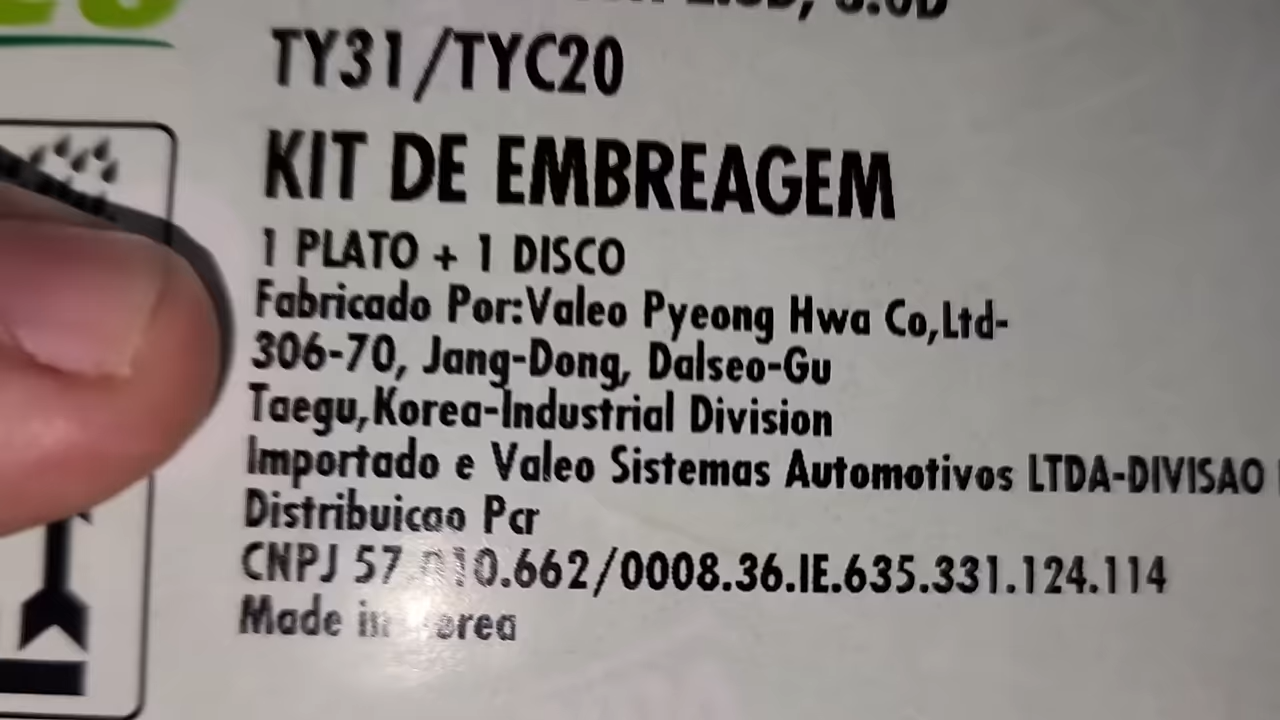 TY31/TYC20
KIT DE EMBREAGEM
1 PLATO + 1 DISCO
Fabricado Por:Valeo Pyeong Hwa Co,Ltd-
306-70, Jang-Dong, Dalseo-Gu
Taegu,Korea-Industrial Division
Importado e Valeo Sistemas Automotivos LTDA-DIVISAO
Distribuicao Pcr
CNPJ 57 10.662/0008.36.IE.635.331.124.114
Made in Korea